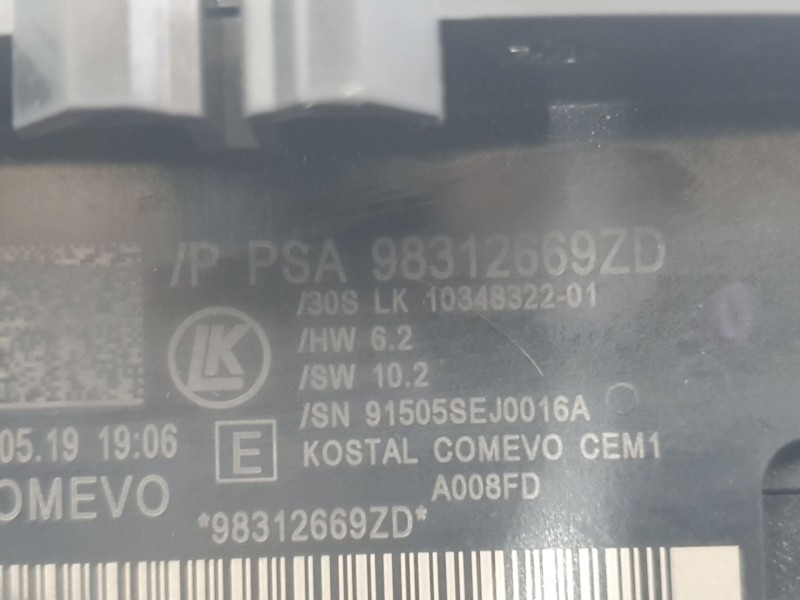 /P PSA 98312669ZD
/30S LK 10348322-01
LK
/HW 6.2
/SW 10.2
/SN 91505SEJ0016A
05.19 19:06
E
KOSTAL COMEVO CEM1
OMEVO
A008FD
*98312669ZD*
0